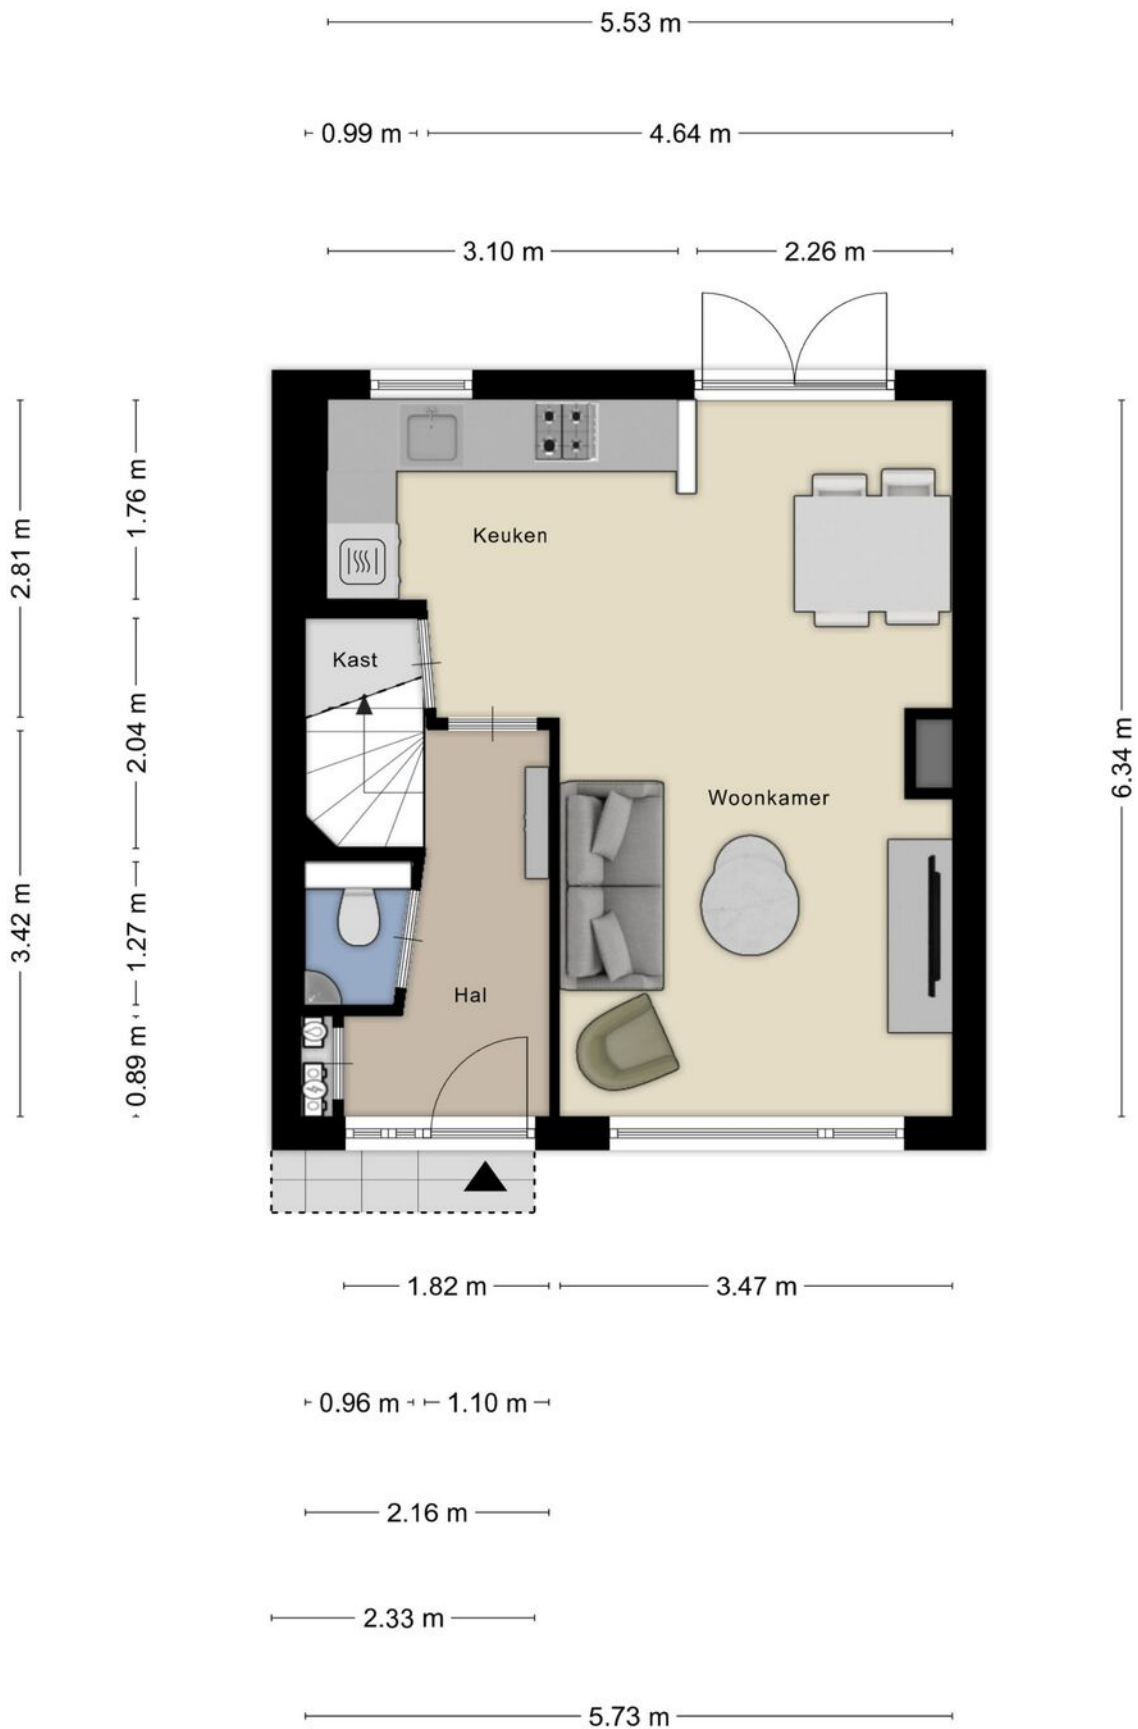 5.53 m
0.99 m
4.64 m
3.10 m
2.26 m
1.76 m
2.81 m
Keuken
Kast
2.04 m
6.34 m
Woonkamer
3.42 m
1.27 m
Hal
0.89 m
1.82 m
3.47 m
0.96 m
1.10 m
2.16 m
2.33 m
5.73 m